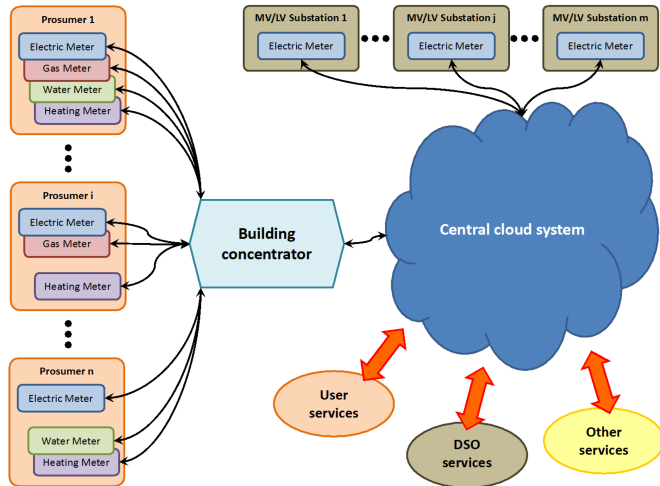 Prosumer 1
Electric Meter
Gas Meter
Water Meter
Heating Meter
Prosumer i
Electric Meter
Gas Meter
Heating Meter
Prosumer n
Electric Meter
Water Meter
Heating Meter
Building
concentrator
MV/LV Substation 1
Electric Meter
MV/LV Substation j
Electric Meter
MV/LV Substation m
Electric Meter
Central cloud system
User
services
DSO
services
Other
services